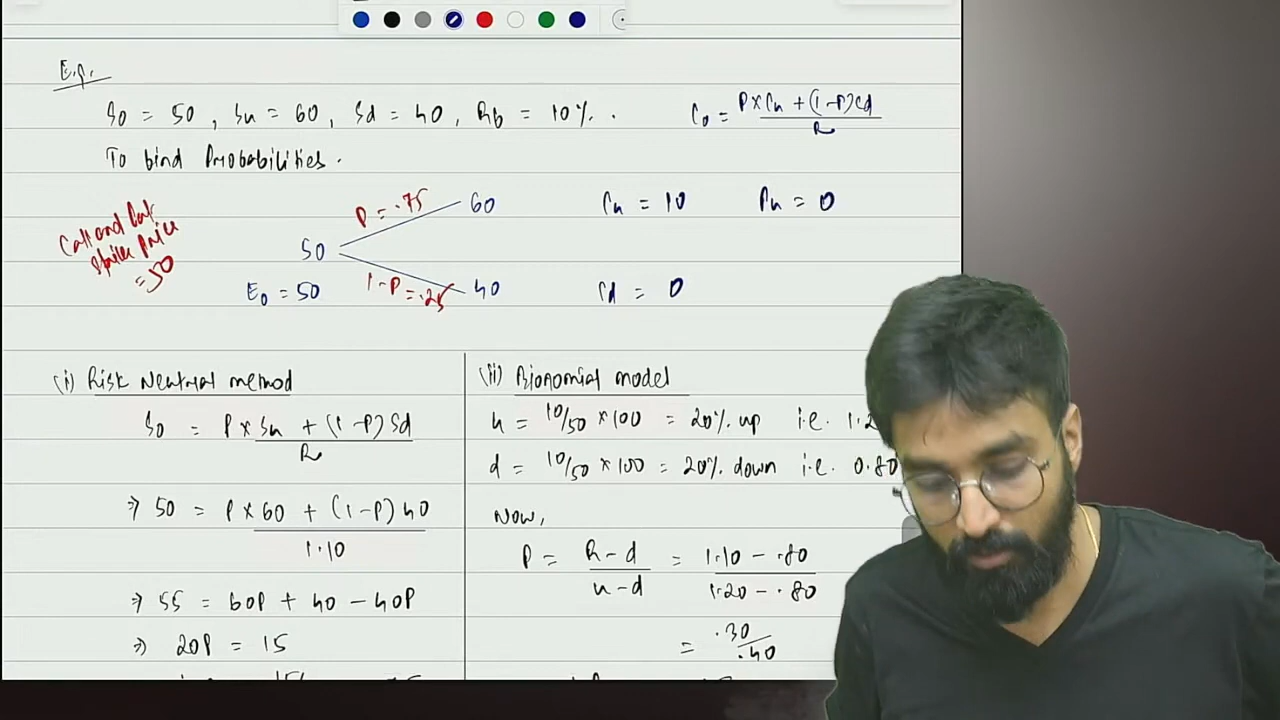 E.g.
S0 = 50 , Su = 60 , Sd = 40 , Rf = 10% .
C0 = P x Cu + (1-P)Cd
R
To find Probabilities .
Call and Put
strike Price
= 50
P = .75
60
Cu = 10
Pu = 0
50
E0 = 50
1-P = .25
40
Cd = 0
(i) Risk Neutral method
S0 = P x Su + (1-P) Sd
R
⇒ 50 = P x 60 + (1-P) 40
1.10
⇒ 55 = 60P + 40 - 40P
⇒ 20P = 15
(ii) Bionomial model
u = 10/50 x 100 = 20% up i.e. 1.2
d = 10/50 x 100 = 20% down i.e. 0.80
Now,
P = R-d = 1.10 - .80
u-d 1.20 - .80
= .30
.40